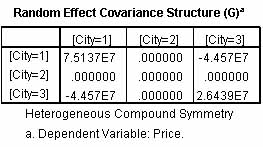 Random Effect Covariance Structure (G)a
[City=1] [City=2] [City=3]
[City=1] 7.5137E7 .000000 -4.457E7
[City=2] .000000 .000000 .000000
[City=3] -4.457E7 .000000 2.6439E7
Heterogeneous Compound Symmetry
a. Dependent Variable: Price.